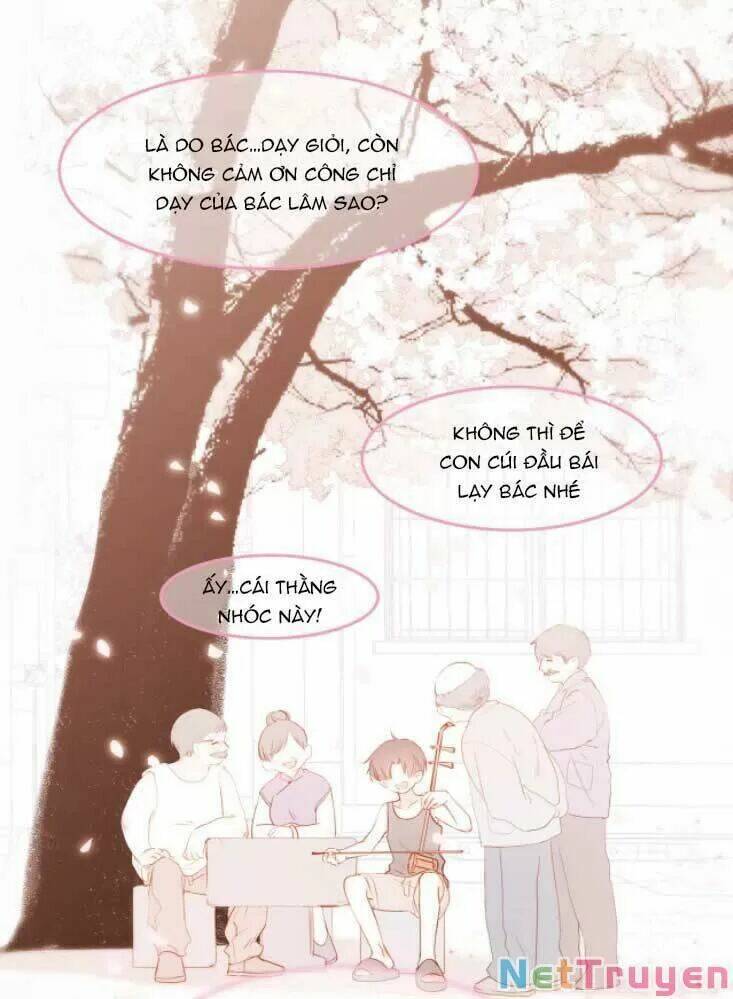 LÀ DO BÁC...DẠY GIỎI, CÒN
KHÔNG CẢM ƠN CÔNG CHỈ
DẠY CỦA BÁC LÂM SAO?
KHÔNG THÌ ĐỂ
CON CÚI ĐẦU BÁI
LẠY BÁC NHÉ
ẤY...CÁI THẰNG
NHÓC NÀY!
NetTruyen